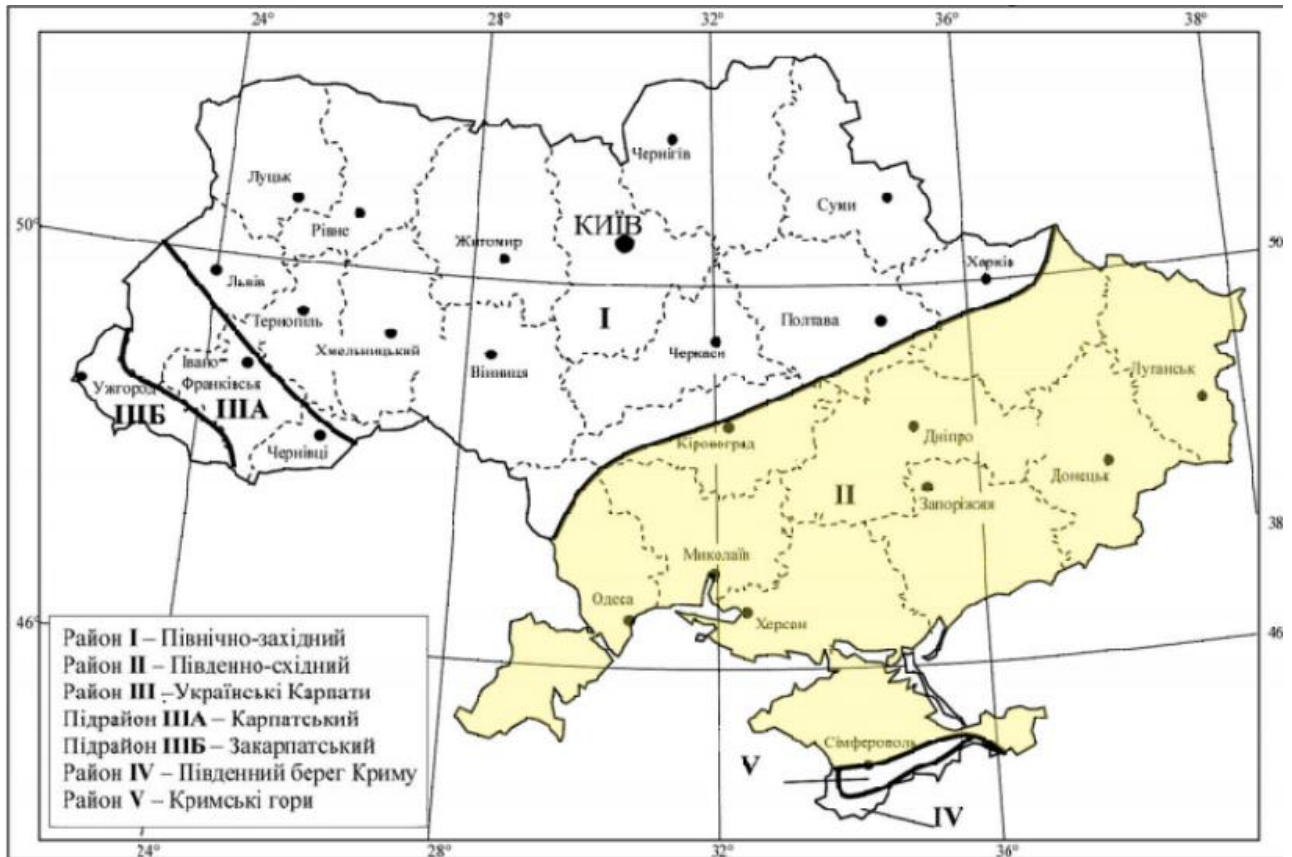 24° 28° 32° 36° 38°
Чернігів
Луцьк
Суми
Рівне
КИЇВ
50°
Житомир
50
Харків
Львів
Тернопіль
I
Полтава
Хмельницький
Черкаси
Івано-
Франківськ
Вінниця
Луганськ
Ужгород
ІІІБ
ІІІА
Кіровоград
Дніпро
Чернівці
Донецьк
II
Запоріжжя
38
Миколаїв
Одеса
46°
Херсон
46
Район I – Північно-західний
Район II – Південно-східний
Район III –Українські Карпати
Підрайон ІІІА – Карпатський
Підрайон ІІІБ – Закарпатський
Район IV – Південний берег Криму
Район V – Кримські гори
Сімферополь
V
IV
24° 28° 32° 36°